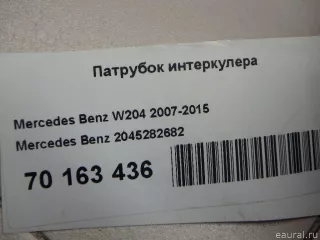 Патрубок интеркулера
Mercedes Benz W204 2007-2015
Mercedes Benz 2045282682
70 163 436
eaural.ru